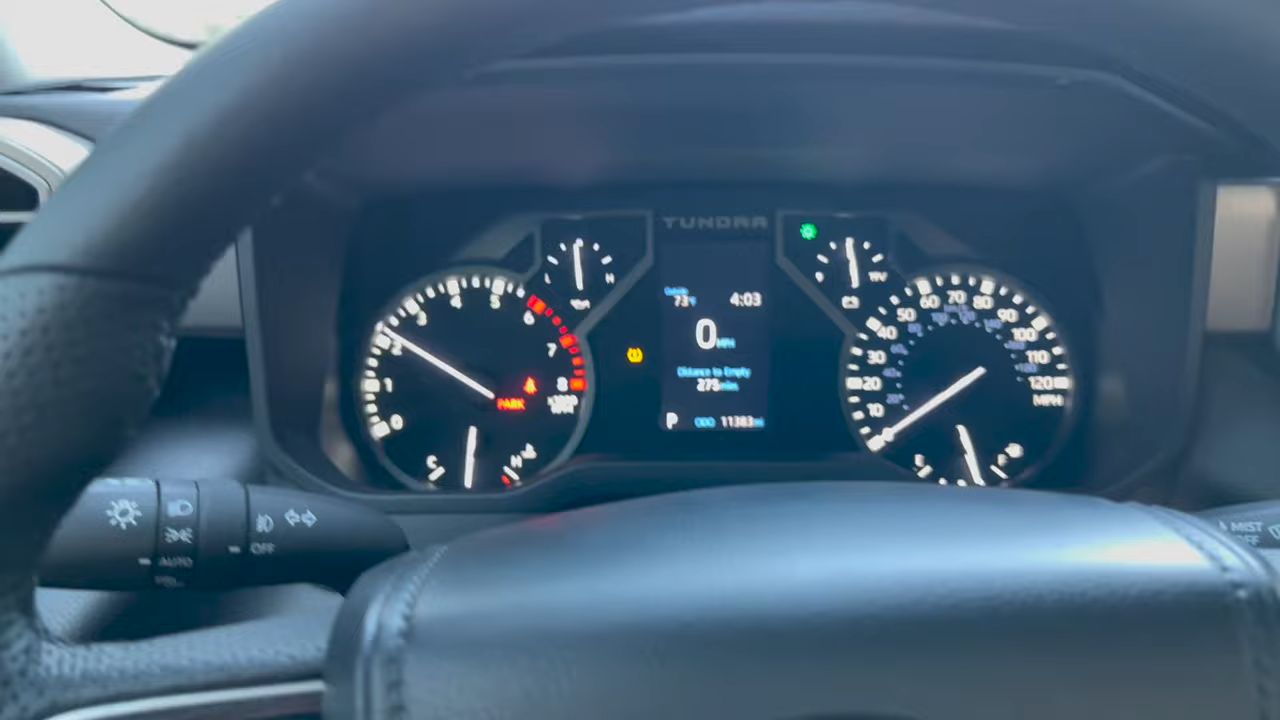 TUNDRA
Outside
73°F
4:03
0 MPH
Distance to Empty
275 miles
P
ODO 11383 mi
0
1
2
3
4
5
6
7
8
x1000
PARK
C
H
L
H
10
20
30
40
50
60
70
80
90
100
110
120
MPH
F
AUTO
OFF
MIST
OFF